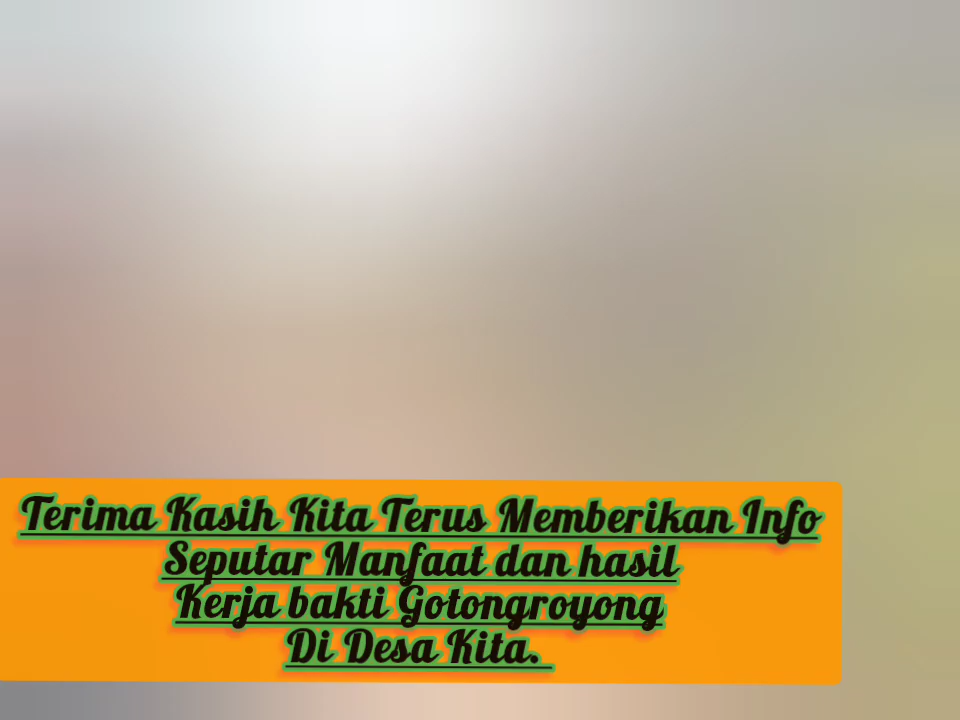 Terima Kasih Kita Terus Memberikan Info
Seputar Manfaat dan hasil
Kerja bakti Gotongroyong
Di Desa Kita.